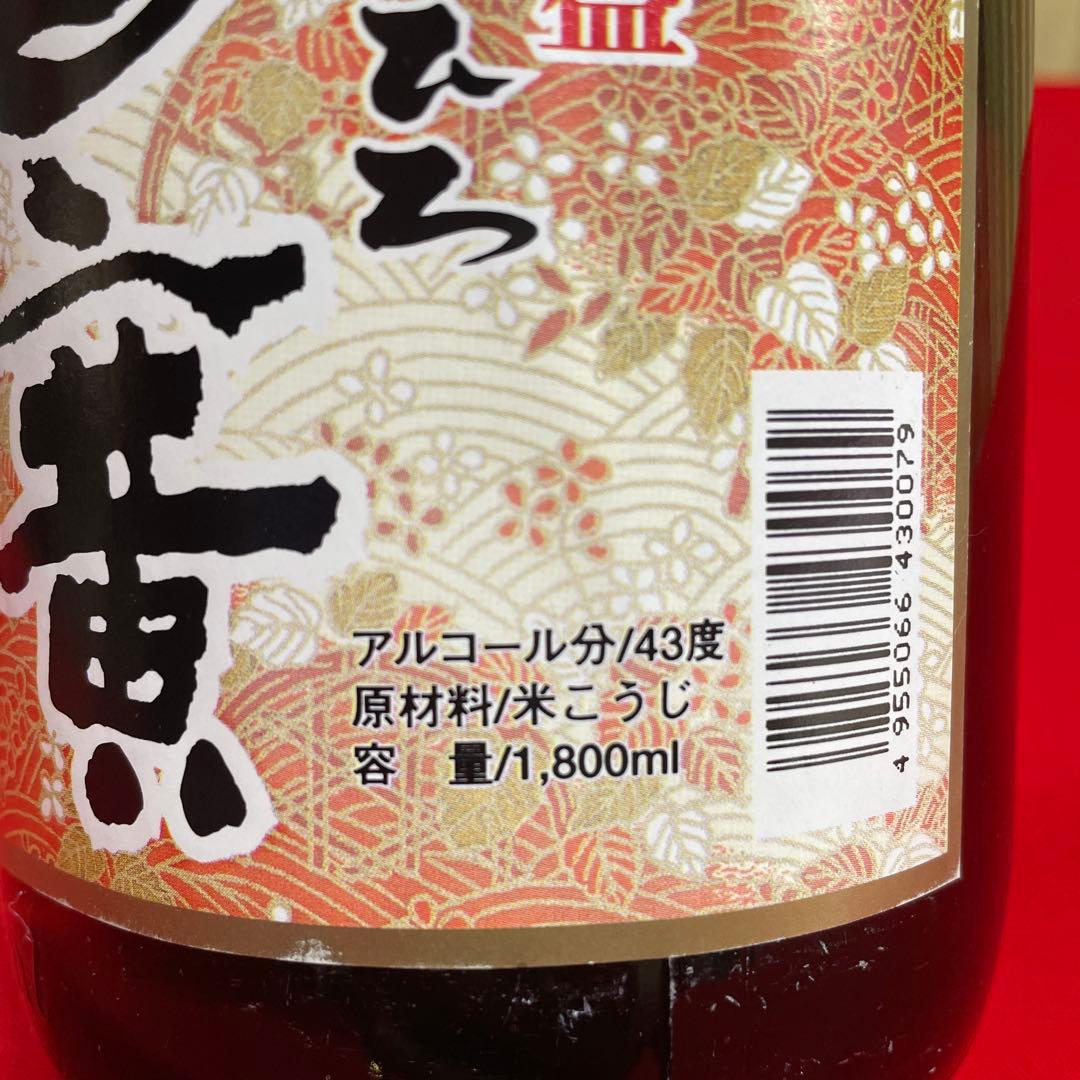 ひろ
廣
アルコール分/43度
原材料/米こうじ
容　量/1,800ml
4 955066 430079